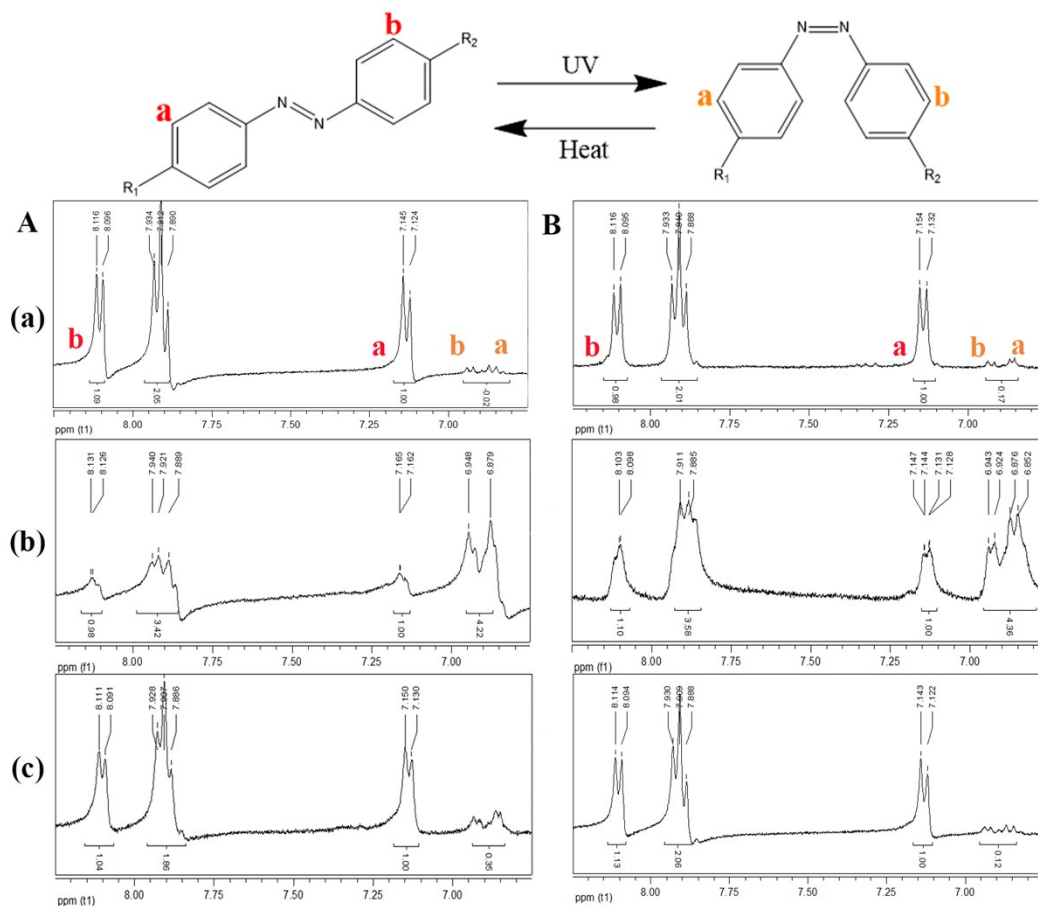 b
R2
N N
a
R1
UV
Heat
N N
a
b
R1
R2
A
8.116 8.096 7.934 7.912 7.890 7.145 7.124
(a)
b
a
b
a
1.09 2.05 1.00 -0.02
8.00 7.75 7.50 7.25 7.00
ppm (t1)
B
8.116 8.095 7.933 7.910 7.888 7.154 7.132
b
a
b
a
0.98 2.01 1.00 0.17
8.00 7.75 7.50 7.25 7.00
ppm (t1)
(b)
8.131 8.126 7.940 7.921 7.889 7.165 7.162 6.948 6.879
0.98 3.42 1.00 4.22
8.00 7.75 7.50 7.25 7.00
ppm (f1)
8.103 8.098 7.911 7.885 7.147 7.144 7.131 7.128 6.943 6.924 6.876 6.852
1.10 3.58 1.00 4.36
8.00 7.75 7.50 7.25 7.00
ppm (f1)
(c)
8.111 8.091 7.928 7.907 7.886 7.150 7.130
1.04 1.86 1.00 0.35
8.00 7.75 7.50 7.25 7.00
ppm (t1)
8.114 8.094 7.930 7.909 7.888 7.143 7.122
1.13 2.06 1.00 0.12
8.00 7.75 7.50 7.25 7.00
ppm (t1)